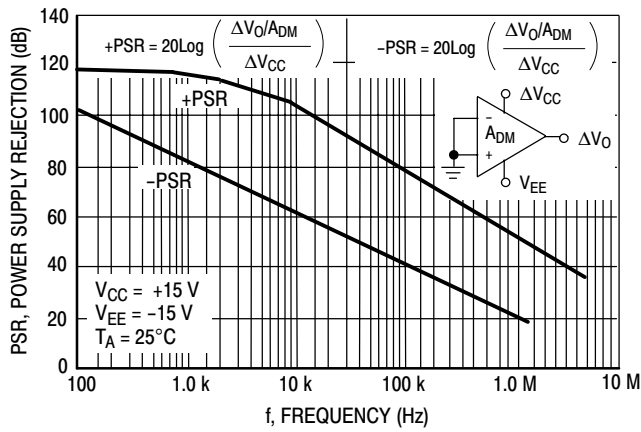 PSR, POWER SUPPLY REJECTION (dB)
140
120
100
80
60
40
20
0
+PSR = 20Log ( ΔVO/ADM / ΔVCC )
−PSR = 20Log ( ΔVO/ADM / ΔVCC )
+PSR
−PSR
ΔVCC
−
ADM
+
ΔVO
VEE
VCC = +15 V
VEE = −15 V
TA = 25°C
100
1.0 k
10 k
100 k
1.0 M
10 M
f, FREQUENCY (Hz)